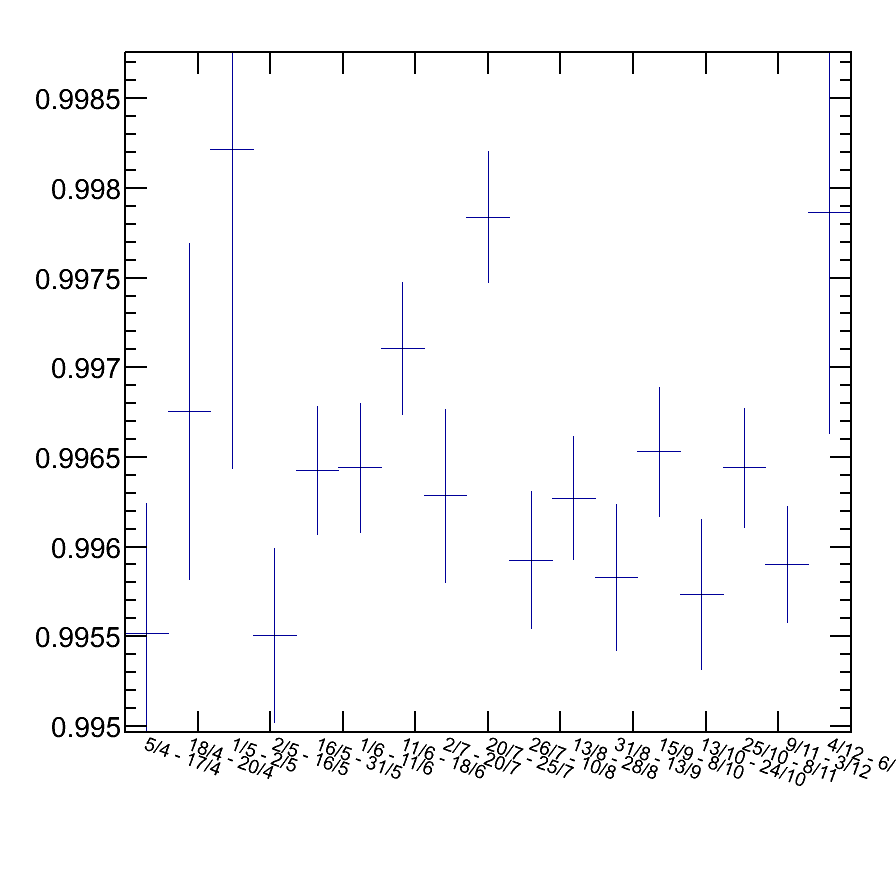 0.9985
0.998
0.9975
0.997
0.9965
0.996
0.9955
0.995
5/4 - 17/4
18/4 - 20/4
1/5 - 2/5
2/5 - 16/5
16/5 - 31/5
1/6 - 11/6
11/6 - 18/6
2/7 - 20/7
20/7 - 25/7
26/7 - 10/8
13/8 - 28/8
31/8 - 13/9
15/9 - 8/10
13/10 - 24/10
25/10 - 8/11
9/11 - 3/12
4/12 - 6/